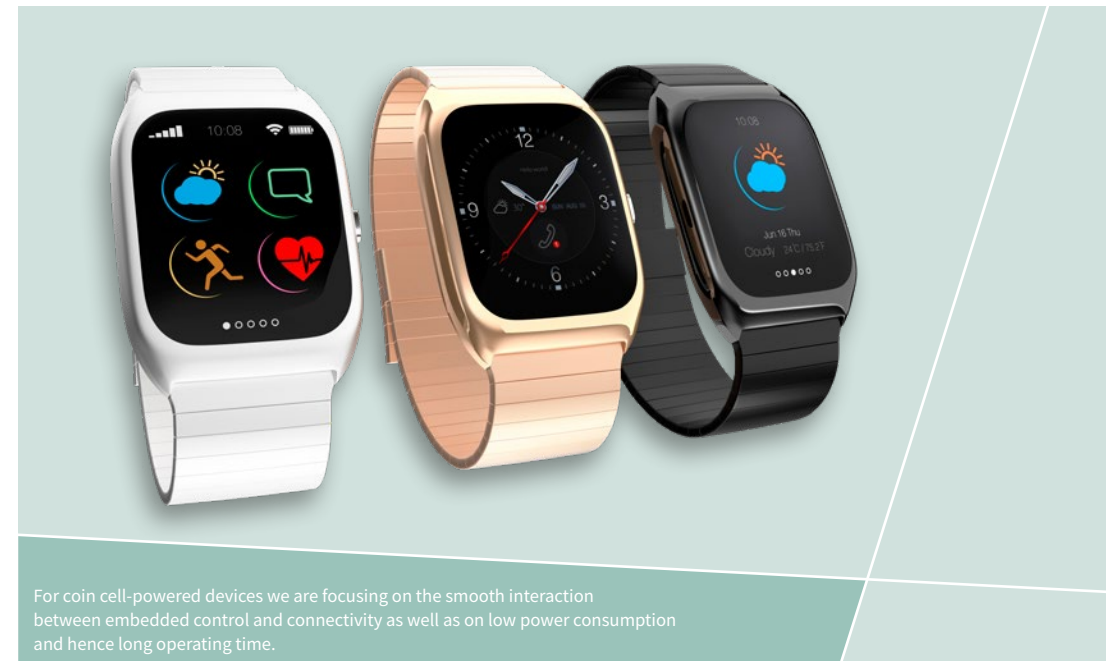 10:08
12
3
6
9
30°
10:08
Jun 16 Thu
Cloudy 24°C / 75.2°F
For coin cell-powered devices we are focusing on the smooth interaction
between embedded control and connectivity as well as on low power consumption
and hence long operating time.